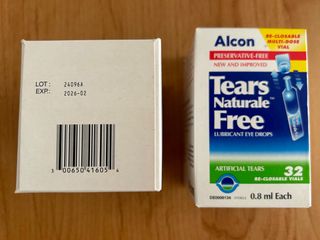 LOT: 24096A
EXP: 2026-02
3 00650 41605 4
Alcon
RE-CLOSABLE
MULTI-DOSE
VIAL
PRESERVATIVE-FREE
NEW AND IMPROVED
Tears
Naturale™
Free
LUBRICANT EYE DROPS
ARTIFICIAL TEARS
32
RE-CLOSABLE VIALS
0.8 ml Each